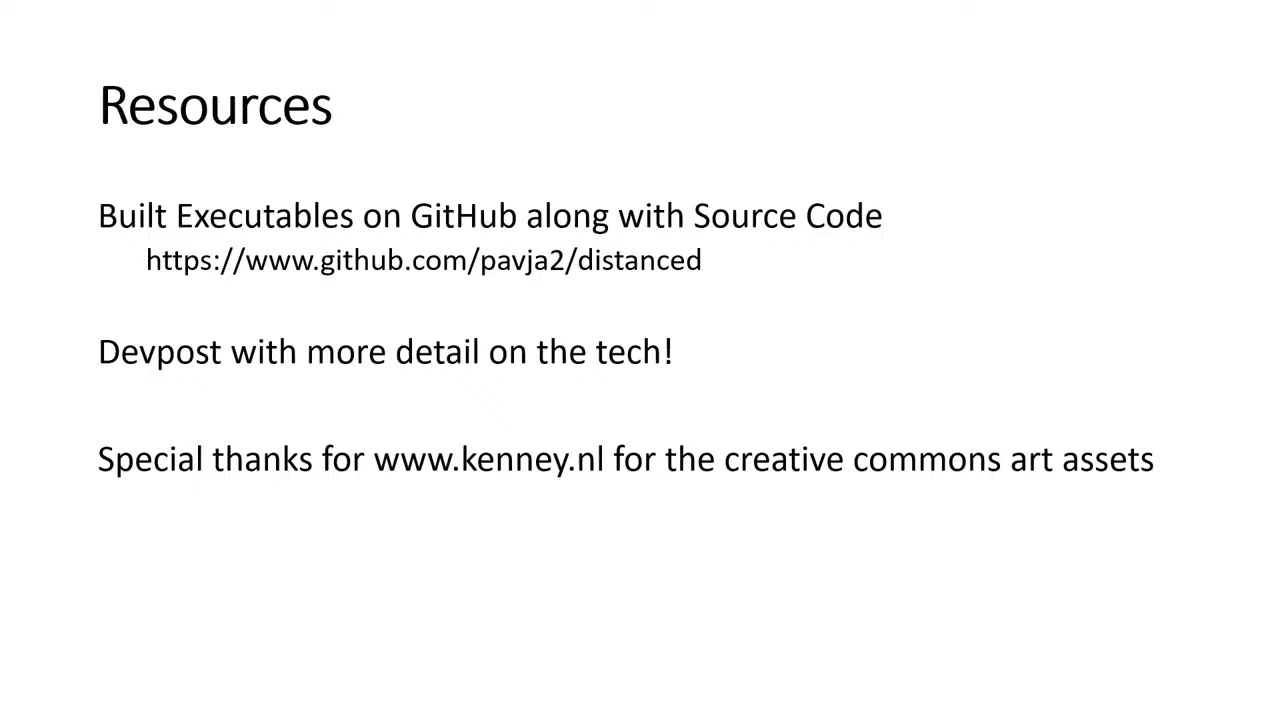 Resources
Built Executables on GitHub along with Source Code
https://www.github.com/pavja2/distanced
Devpost with more detail on the tech!
Special thanks for www.kenney.nl for the creative commons art assets